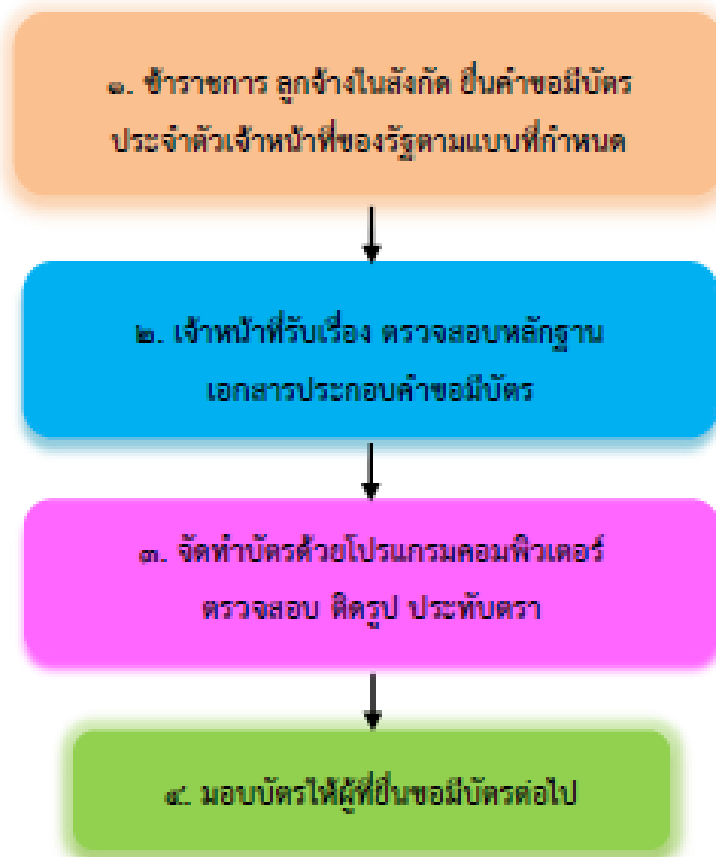 ๑. ข้าราชการ ลูกจ้างในสังกัด ยื่นคำขอมีบัตร
ประจำตัวเจ้าหน้าที่ของรัฐตามแบบที่กำหนด
๒. เจ้าหน้าที่รับเรื่อง ตรวจสอบหลักฐาน
เอกสารประกอบคำขอมีบัตร
๓. จัดทำบัตรด้วยโปรแกรมคอมพิวเตอร์
ตรวจสอบ ติดรูป ประทับตรา
๔. มอบบัตรให้ผู้ที่ยื่นขอมีบัตรต่อไป